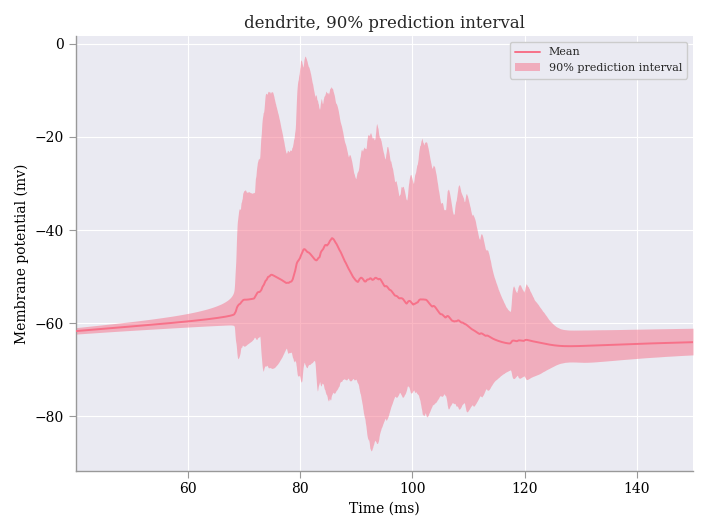 dendrite, 90% prediction interval
Mean
90% prediction interval
Membrane potential (mv)
0
−20
−40
−60
−80
60 80 100 120 140
Time (ms)